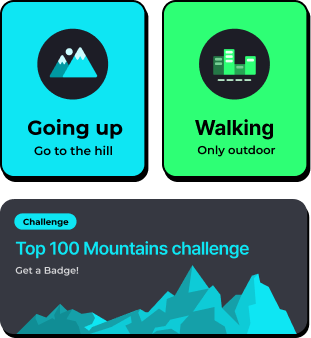 Going up
Go to the hill
Walking
Only outdoor
Challenge
Top 100 Mountains challenge
Get a Badge!